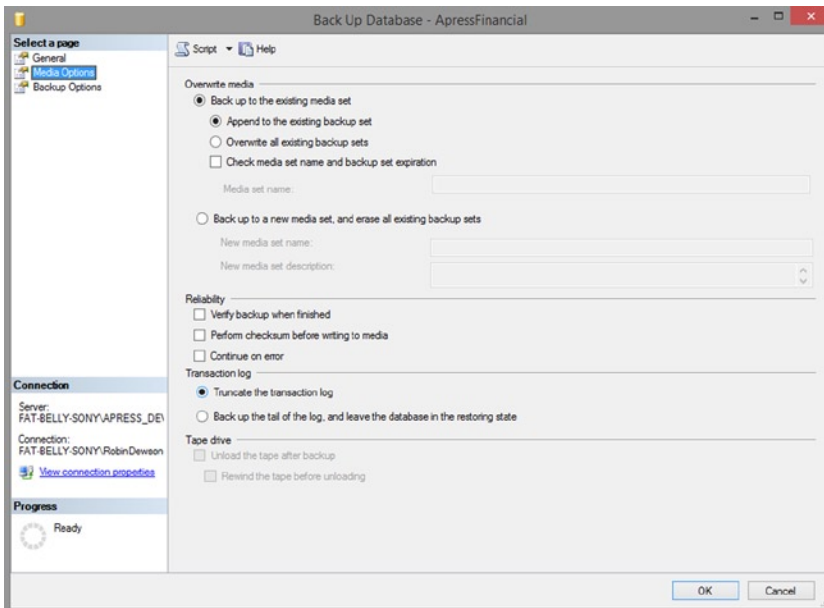 Back Up Database - ApressFinancial
Select a page
General
Media Options
Backup Options
Script
Help
Overwrite media
Back up to the existing media set
Append to the existing backup set
Overwrite all existing backup sets
Check media set name and backup set expiration
Media set name:
Back up to a new media set, and erase all existing backup sets
New media set name:
New media set description:
Reliability
Verify backup when finished
Perform checksum before writing to media
Continue on error
Transaction log
Truncate the transaction log
Back up the tail of the log, and leave the database in the restoring state
Tape drive
Unload the tape after backup
Rewind the tape before unloading
Connection
Server:
FAT-BELLY-SONY\APRESS_DEV
Connection:
FAT-BELLY-SONY\RobinDewson
View connection properties
Progress
Ready
OK
Cancel